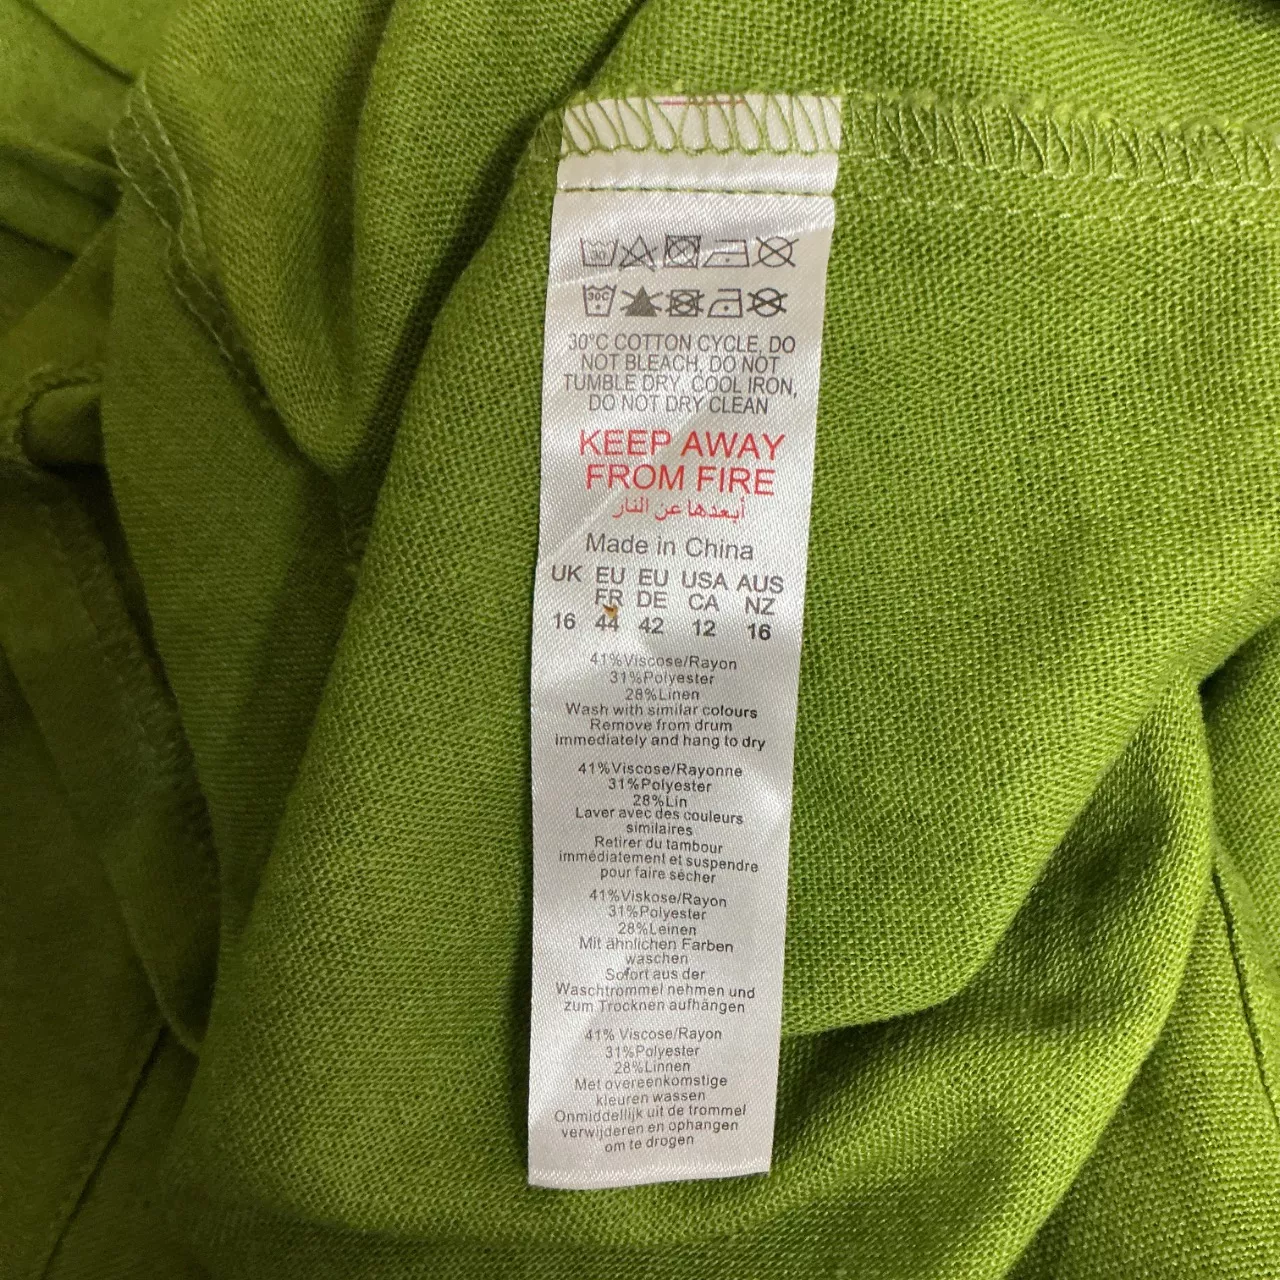 30
30C
30°C COTTON CYCLE, DO
NOT BLEACH, DO NOT
TUMBLE DRY, COOL IRON,
DO NOT DRY CLEAN
KEEP AWAY
FROM FIRE
أبعدها عن النار
Made in China
UK EU EU USA AUS
FR DE CA NZ
16 44 42 12 16
41%Viscose/Rayon
31%Polyester
28%Linen
Wash with similar colours
Remove from drum
immediately and hang to dry
41%Viscose/Rayonne
31%Polyester
28%Lin
Laver avec des couleurs
similaires
Retirer du tambour
immédiatement et suspendre
pour faire sécher
41%Viskose/Rayon
31%Polyester
28%Leinen
Mit ähnlichen Farben
waschen
Sofort aus der
Waschtrommel nehmen und
zum Trocknen aufhängen
41% Viscose/Rayon
31%Polyester
28%Linnen
Met overeenkomstige
kleuren wassen
Onmiddellijk uit de trommel
verwijderen en ophangen
om te drogen